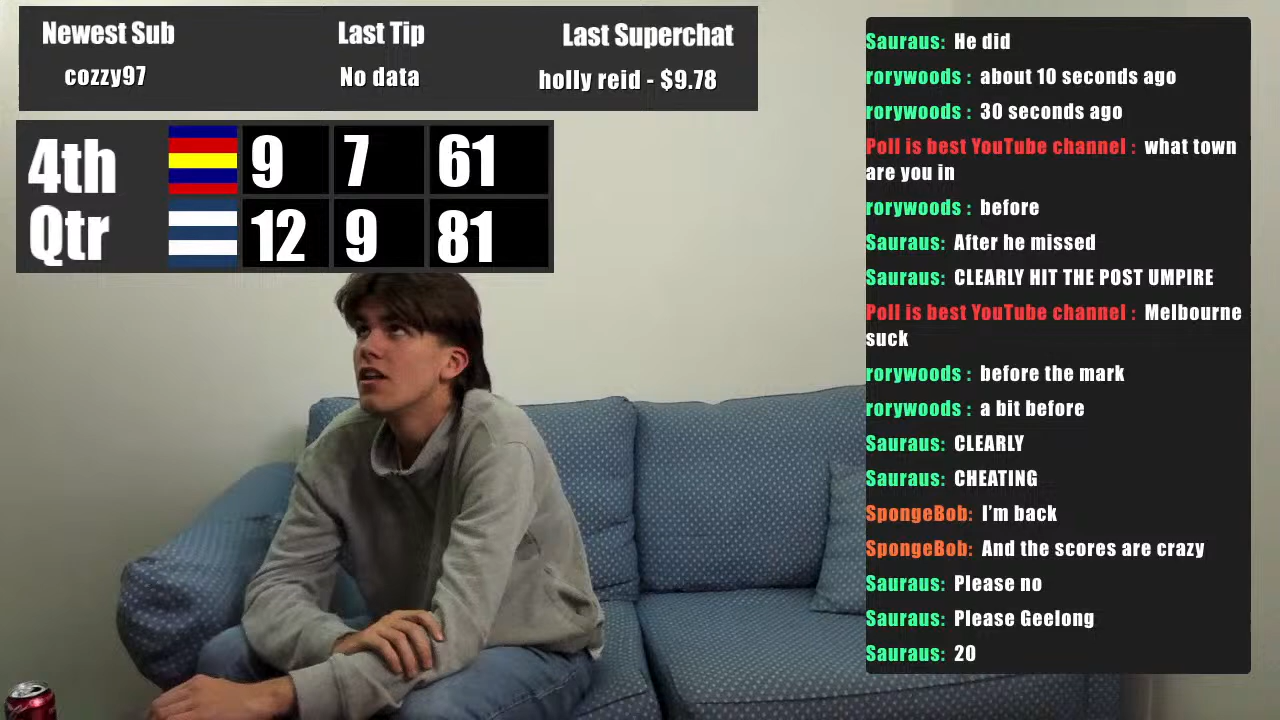 Newest Sub
Last Tip
Last Superchat
cozzy97
No data
holly reid - $9.78
4th
9
7
61
Qtr
12
9
81
Sauraus: He did
rorywoods : about 10 seconds ago
rorywoods : 30 seconds ago
Poll is best YouTube channel : what town
are you in
rorywoods : before
Sauraus: After he missed
Sauraus: CLEARLY HIT THE POST UMPIRE
Poll is best YouTube channel : Melbourne
suck
rorywoods : before the mark
rorywoods : a bit before
Sauraus: CLEARLY
Sauraus: CHEATING
SpongeBob: I'm back
SpongeBob: And the scores are crazy
Sauraus: Please no
Sauraus: Please Geelong
Sauraus: 20